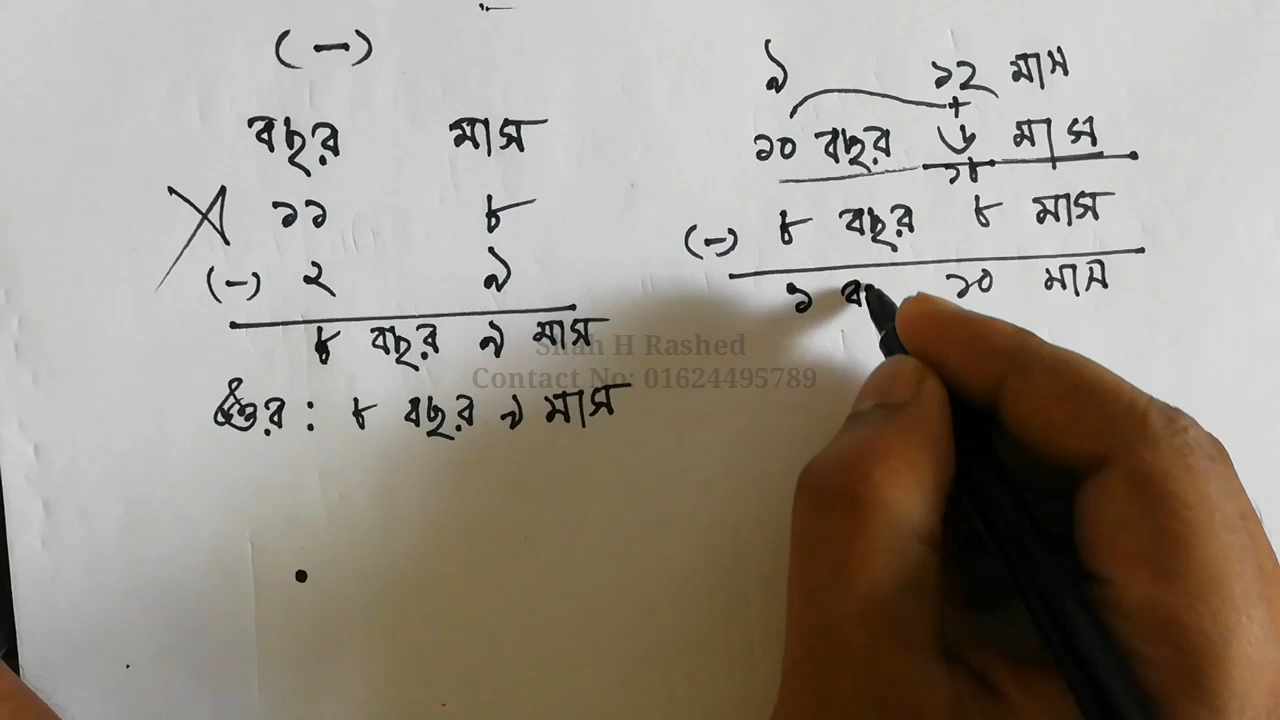 (−)
বছর মাস
১১ ৮
(−) ২ ৯
৮ বছর ৯ মাস
উত্তর : ৮ বছর ৯ মাস
৯ ১২ মাস
+
১০ বছর ৬ মাস
১৮
(−) ৮ বছর ৮ মাস
১ ব ১০ মাস
Shah H Rashed
Contact No: 01624495789